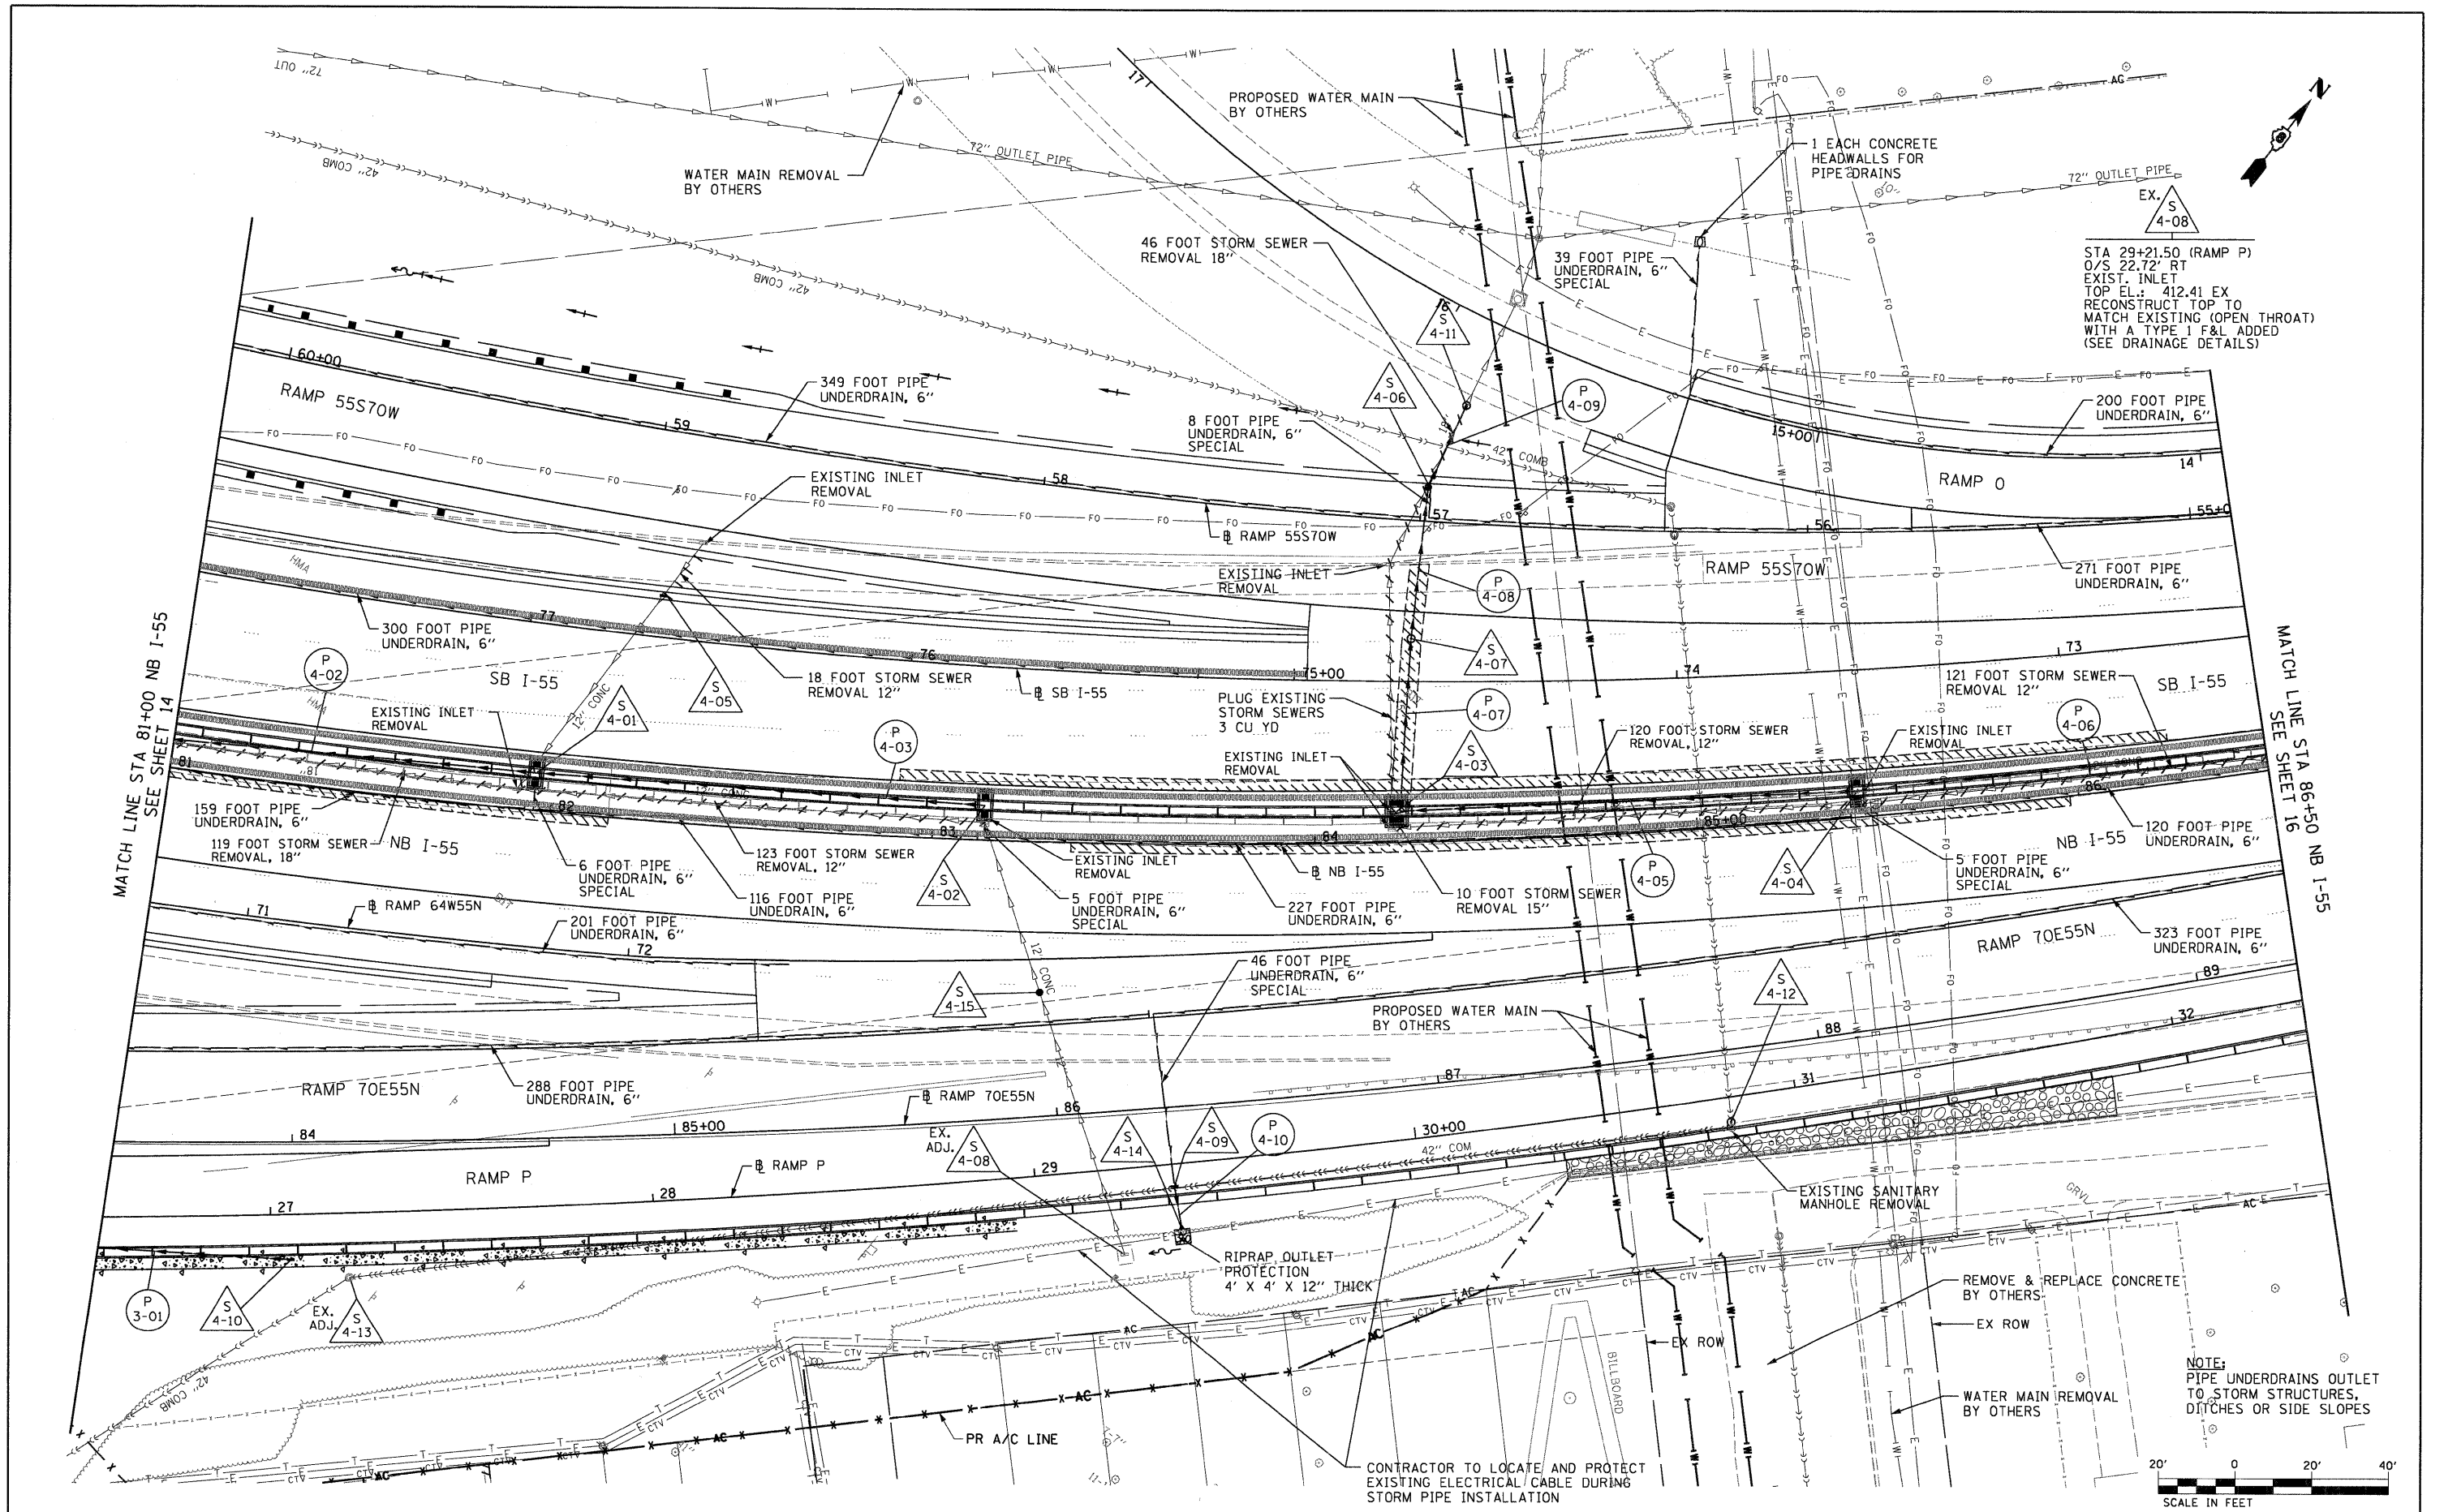 72" OUT
42" COMB
WATER MAIN REMOVAL
BY OTHERS
72" OUTLET PIPE
42" COMB
PROPOSED WATER MAIN
BY OTHERS
17
1 EACH CONCRETE
HEADWALLS FOR
PIPE DRAINS
72" OUTLET PIPE
N
EX.
S
4-08
STA 29+21.50 (RAMP P)
O/S 22.72' RT
EXIST. INLET
TOP EL.: 412.41 EX
RECONSTRUCT TOP TO
MATCH EXISTING (OPEN THROAT)
WITH A TYPE 1 F&L ADDED
(SEE DRAINAGE DETAILS)
46 FOOT STORM SEWER
REMOVAL 18"
39 FOOT PIPE
UNDERDRAIN, 6"
SPECIAL
16
S
4-11
S
4-06
P
4-09
60+00
RAMP 55S70W
349 FOOT PIPE
UNDERDRAIN, 6"
59
8 FOOT PIPE
UNDERDRAIN, 6"
SPECIAL
18"
42" COMB
200 FOOT PIPE
UNDERDRAIN, 6"
15+00
14
RAMP O
EXISTING INLET
REMOVAL
58
57
56
55+0
℄ RAMP 55S70W
EXISTING INLET
REMOVAL
P
4-08
RAMP 55S70W
271 FOOT PIPE
UNDERDRAIN, 6"
HMA
300 FOOT PIPE
UNDERDRAIN, 6"
77
76
75+00
74
73
S
4-07
P
4-02
SB I-55
HMA
12" CONC
S
4-01
S
4-05
18 FOOT STORM SEWER
REMOVAL 12"
℄ SB I-55
PLUG EXISTING
STORM SEWERS
3 CU YD
P
4-07
121 FOOT STORM SEWER
REMOVAL 12"
SB I-55
MATCH LINE STA 81+00 NB I-55
SEE SHEET 14
EXISTING INLET
REMOVAL
P
4-03
EXISTING INLET
REMOVAL
S
4-03
120 FOOT STORM SEWER
REMOVAL, 12"
EXISTING INLET
REMOVAL
P
4-06
MATCH LINE STA 86+50 NB I-55
SEE SHEET 16
81
18"
82
12" CONC
83
84
85+00
86
159 FOOT PIPE
UNDERDRAIN, 6"
119 FOOT STORM SEWER
REMOVAL, 18"
NB I-55
6 FOOT PIPE
UNDERDRAIN, 6"
SPECIAL
123 FOOT STORM SEWER
REMOVAL, 12"
116 FOOT PIPE
UNDEDRAIN, 6"
S
4-02
EXISTING INLET
REMOVAL
5 FOOT PIPE
UNDERDRAIN, 6"
SPECIAL
℄ NB I-55
227 FOOT PIPE
UNDERDRAIN, 6"
10 FOOT STORM SEWER
REMOVAL 15"
P
4-05
S
4-04
5 FOOT PIPE
UNDERDRAIN, 6"
SPECIAL
NB I-55
120 FOOT PIPE
UNDERDRAIN, 6"
71
℄ RAMP 64W55N
201 FOOT PIPE
UNDERDRAIN, 6"
72
12" CONC
S
4-15
46 FOOT PIPE
UNDERDRAIN, 6"
SPECIAL
PROPOSED WATER MAIN
BY OTHERS
S
4-12
RAMP 70E55N
323 FOOT PIPE
UNDERDRAIN, 6"
89
88
32
RAMP 70E55N
288 FOOT PIPE
UNDERDRAIN, 6"
12"
87
31
℄ RAMP 70E55N
86
84
85+00
EX.
ADJ.
S
4-08
S
4-14
S
4-09
P
4-10
30+00
42" COM
RAMP P
℄ RAMP P
29
28
27
EXISTING SANITARY
MANHOLE REMOVAL
GRVL
P
3-01
S
4-10
EX.
ADJ.
S
4-13
RIPRAP OUTLET
PROTECTION
4' X 4' X 12" THICK
REMOVE & REPLACE CONCRETE
BY OTHERS
EX ROW
EX ROW
BILLBOARD
42" COMB
PR A/C LINE
WATER MAIN REMOVAL
BY OTHERS
NOTE:
PIPE UNDERDRAINS OUTLET
TO STORM STRUCTURES,
DITCHES OR SIDE SLOPES
CONTRACTOR TO LOCATE AND PROTECT
EXISTING ELECTRICAL CABLE DURING
STORM PIPE INSTALLATION
20' 0 20' 40'
SCALE IN FEET